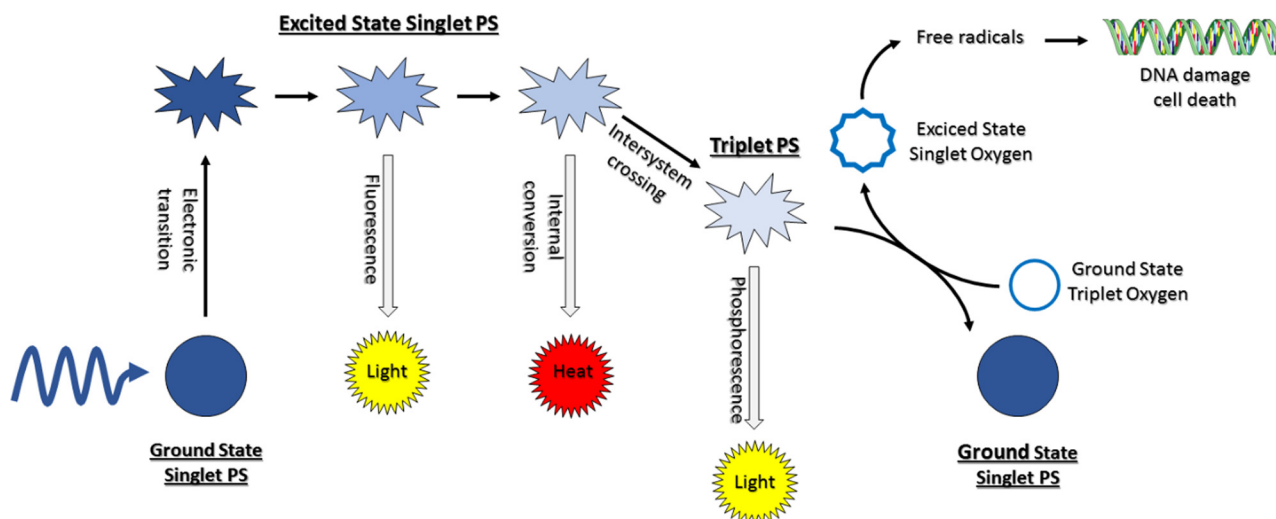 Excited State Singlet PS
Free radicals
DNA damage
cell death
Exciced State
Singlet Oxygen
Triplet PS
Electronic
transition
Fluorescence
Internal
conversion
Intersystem
crossing
Phosphorescence
Ground State
Triplet Oxygen
Light
Heat
Light
Ground State
Singlet PS
Ground State
Singlet PS